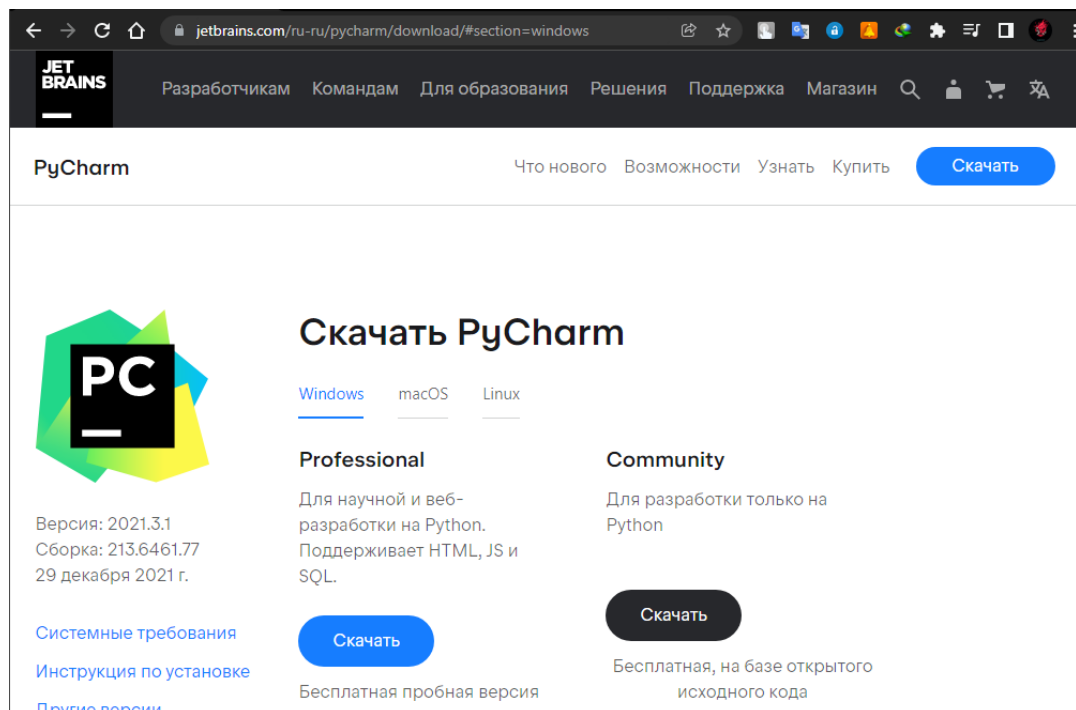 jetbrains.com/ru-ru/pycharm/download/#section=windows
JET
BRAINS
Разработчикам Командам Для образования Решения Поддержка Магазин
PyCharm
Что нового Возможности Узнать Купить Скачать
PC
Скачать PyCharm
Windows macOS Linux
Professional
Для научной и веб-
разработки на Python.
Поддерживает HTML, JS и
SQL.
Скачать
Бесплатная пробная версия
Community
Для разработки только на
Python
Скачать
Бесплатная, на базе открытого
исходного кода
Версия: 2021.3.1
Сборка: 213.6461.77
29 декабря 2021 г.
Системные требования
Инструкция по установке
Другие версии